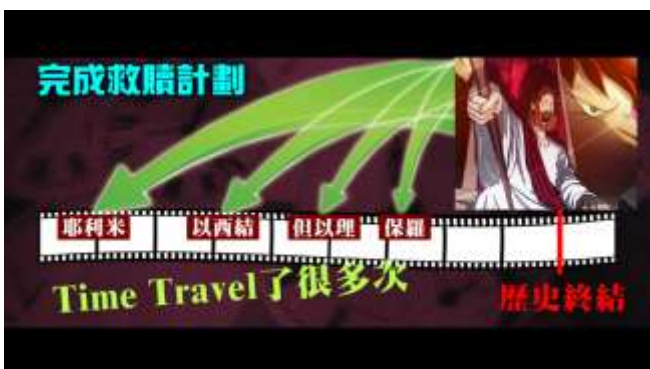 完成救贖計劃
耶利米
以西結
但以理
保羅
Time Travel了很多次
歷史終結